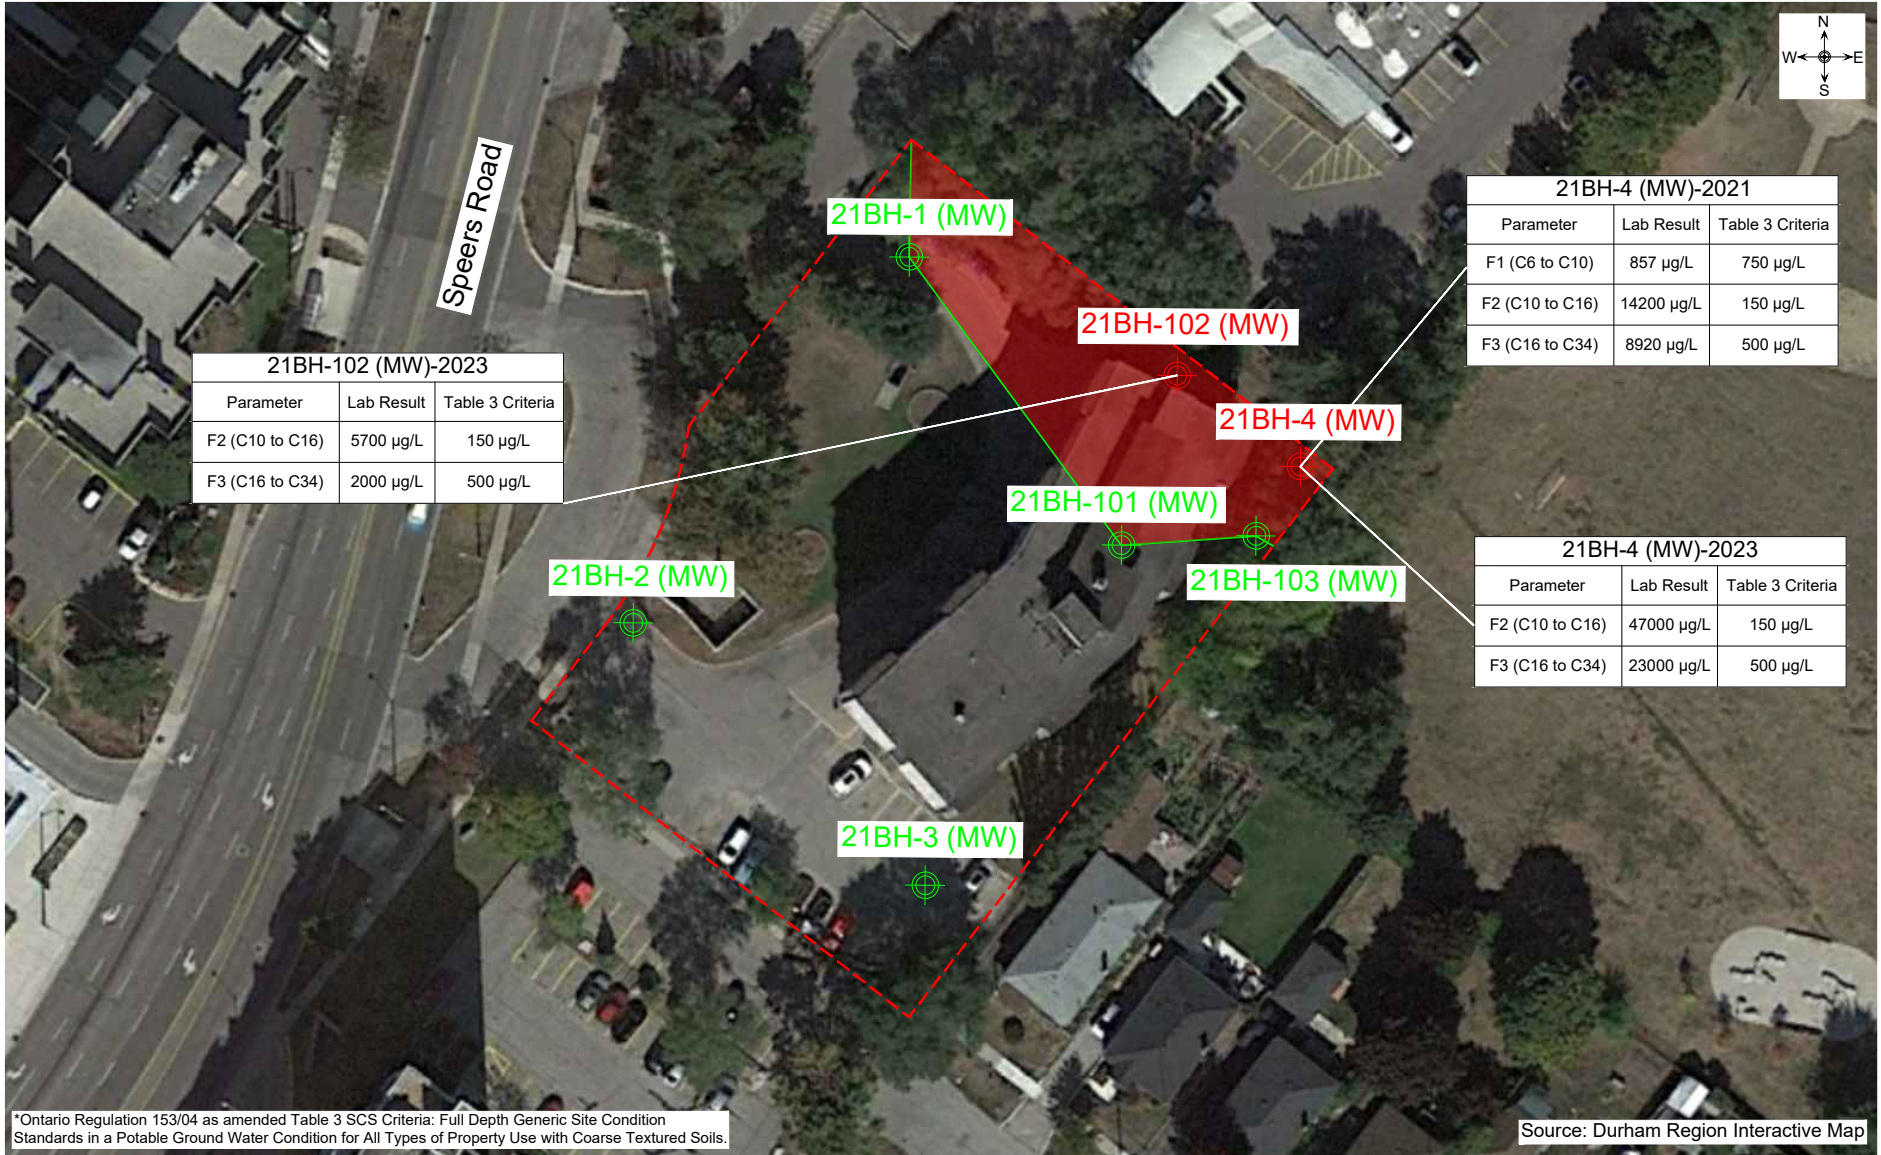 N
W E
S
Speers Road
21BH-1 (MW)
21BH-102 (MW)
21BH-4 (MW)
21BH-101 (MW)
21BH-103 (MW)
21BH-2 (MW)
21BH-3 (MW)
21BH-4 (MW)-2021
Parameter Lab Result Table 3 Criteria
F1 (C6 to C10) 857 µg/L 750 µg/L
F2 (C10 to C16) 14200 µg/L 150 µg/L
F3 (C16 to C34) 8920 µg/L 500 µg/L
21BH-102 (MW)-2023
Parameter Lab Result Table 3 Criteria
F2 (C10 to C16) 5700 µg/L 150 µg/L
F3 (C16 to C34) 2000 µg/L 500 µg/L
21BH-4 (MW)-2023
Parameter Lab Result Table 3 Criteria
F2 (C10 to C16) 47000 µg/L 150 µg/L
F3 (C16 to C34) 23000 µg/L 500 µg/L
*Ontario Regulation 153/04 as amended Table 3 SCS Criteria: Full Depth Generic Site Condition
Standards in a Potable Ground Water Condition for All Types of Property Use with Coarse Textured Soils.
Source: Durham Region Interactive Map